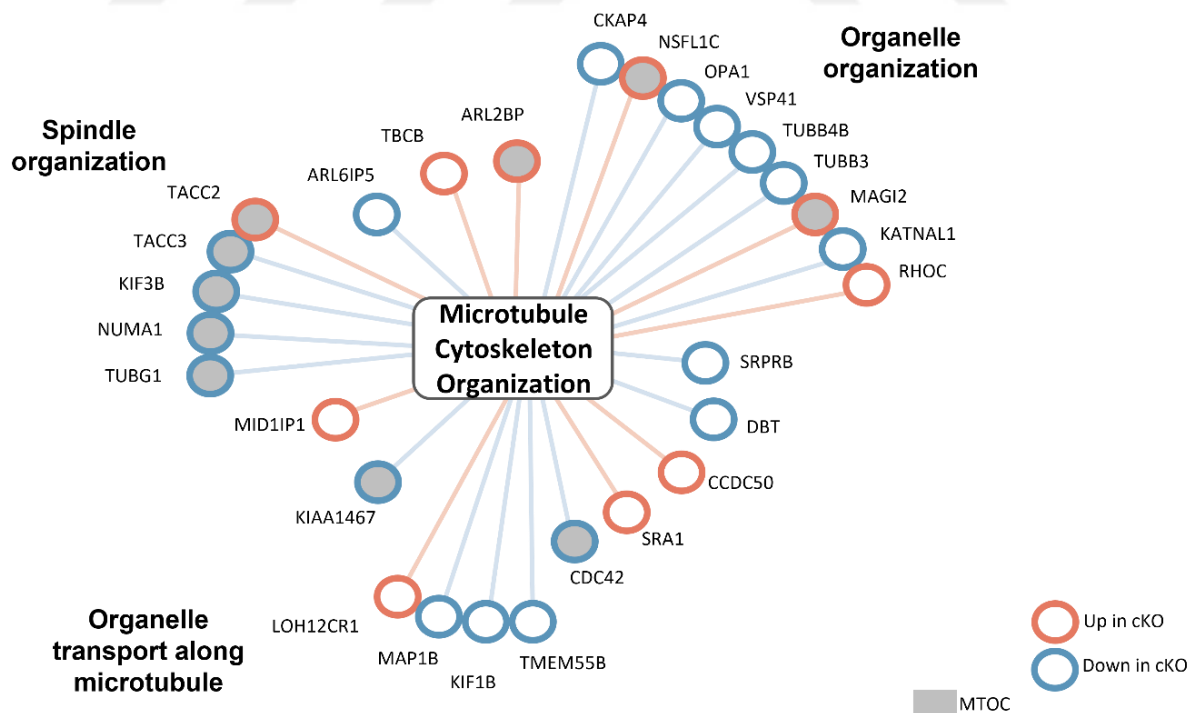 CKAP4
NSFL1C
Organelle
organization
OPA1
VSP41
TUBB4B
TUBB3
MAGI2
KATNAL1
RHOC
ARL2BP
TBCB
ARL6IP5
Spindle
organization
TACC2
TACC3
KIF3B
NUMA1
TUBG1
Microtubule
Cytoskeleton
Organization
SRPRB
DBT
CCDC50
SRA1
CDC42
MID1IP1
KIAA1467
LOH12CR1
MAP1B
KIF1B
TMEM55B
Organelle
transport along
microtubule
Up in cKO
Down in cKO
MTOC